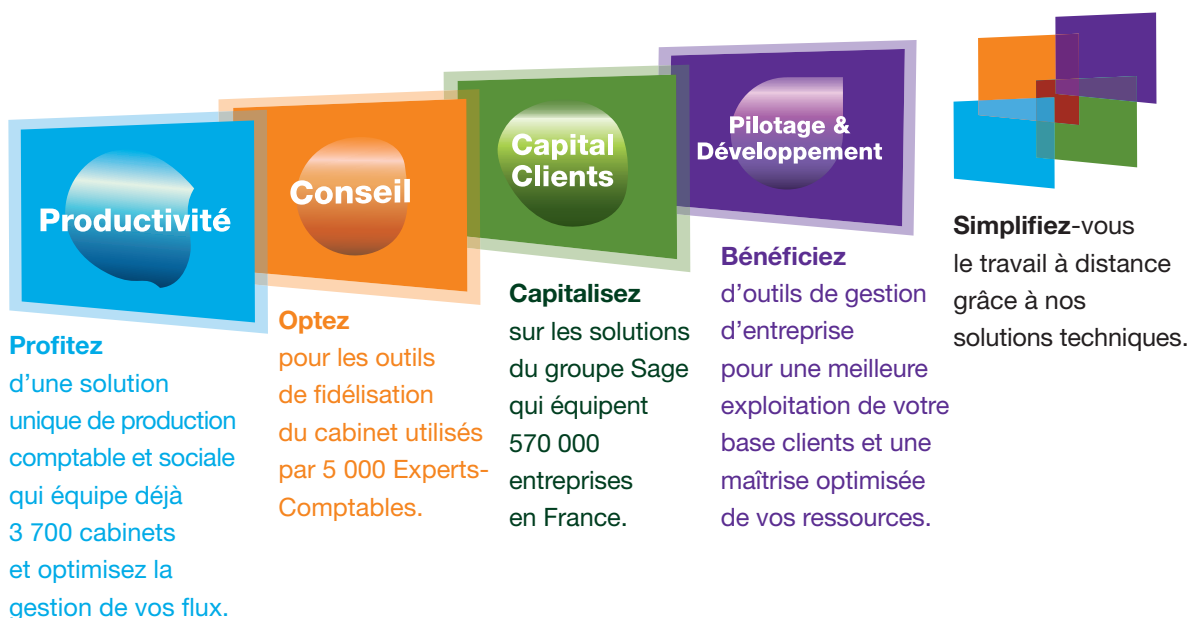 Productivité
Profitez
d’une solution
unique de production
comptable et sociale
qui équipe déjà
3 700 cabinets
et optimisez la
gestion de vos flux.
Conseil
Optez
pour les outils
de fidélisation
du cabinet utilisés
par 5 000 Experts-
Comptables.
Capital
Clients
Capitalisez
sur les solutions
du groupe Sage
qui équipent
570 000
entreprises
en France.
Pilotage &
Développement
Bénéficiez
d’outils de gestion
d’entreprise
pour une meilleure
exploitation de votre
base clients et une
maîtrise optimisée
de vos ressources.
Simplifiez-vous
le travail à distance
grâce à nos
solutions techniques.